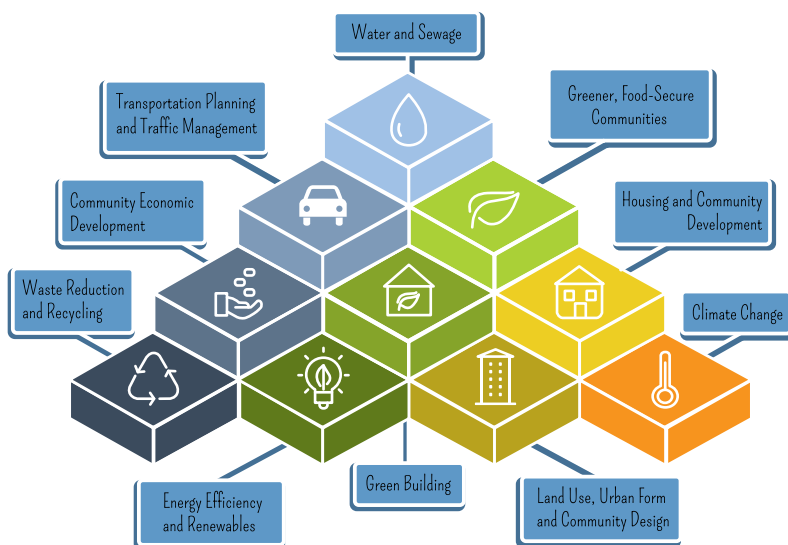 Water and Sewage
Transportation Planning
and Traffic Management
Greener, Food-Secure
Communities
Community Economic
Development
Housing and Community
Development
Waste Reduction
and Recycling
Climate Change
Energy Efficiency
and Renewables
Green Building
Land Use, Urban Form
and Community Design